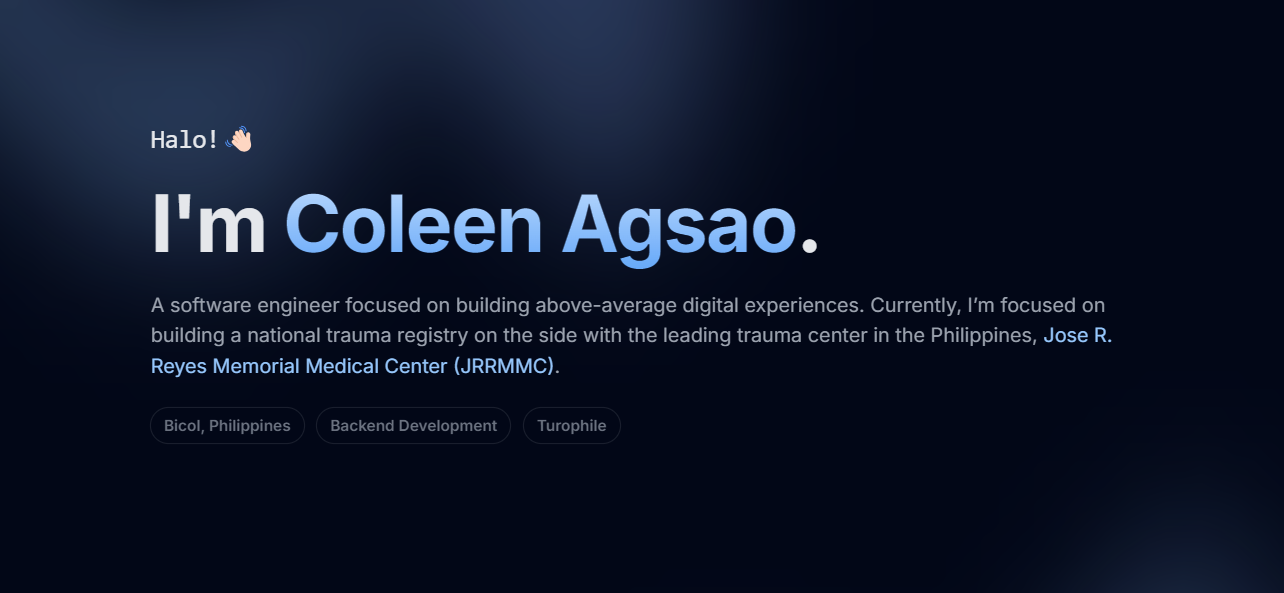 Halo! 👋🏻
I'm Coleen Agsao.
A software engineer focused on building above-average digital experiences. Currently, I’m focused on
building a national trauma registry on the side with the leading trauma center in the Philippines, Jose R.
Reyes Memorial Medical Center (JRRMMC).
Bicol, Philippines
Backend Development
Turophile